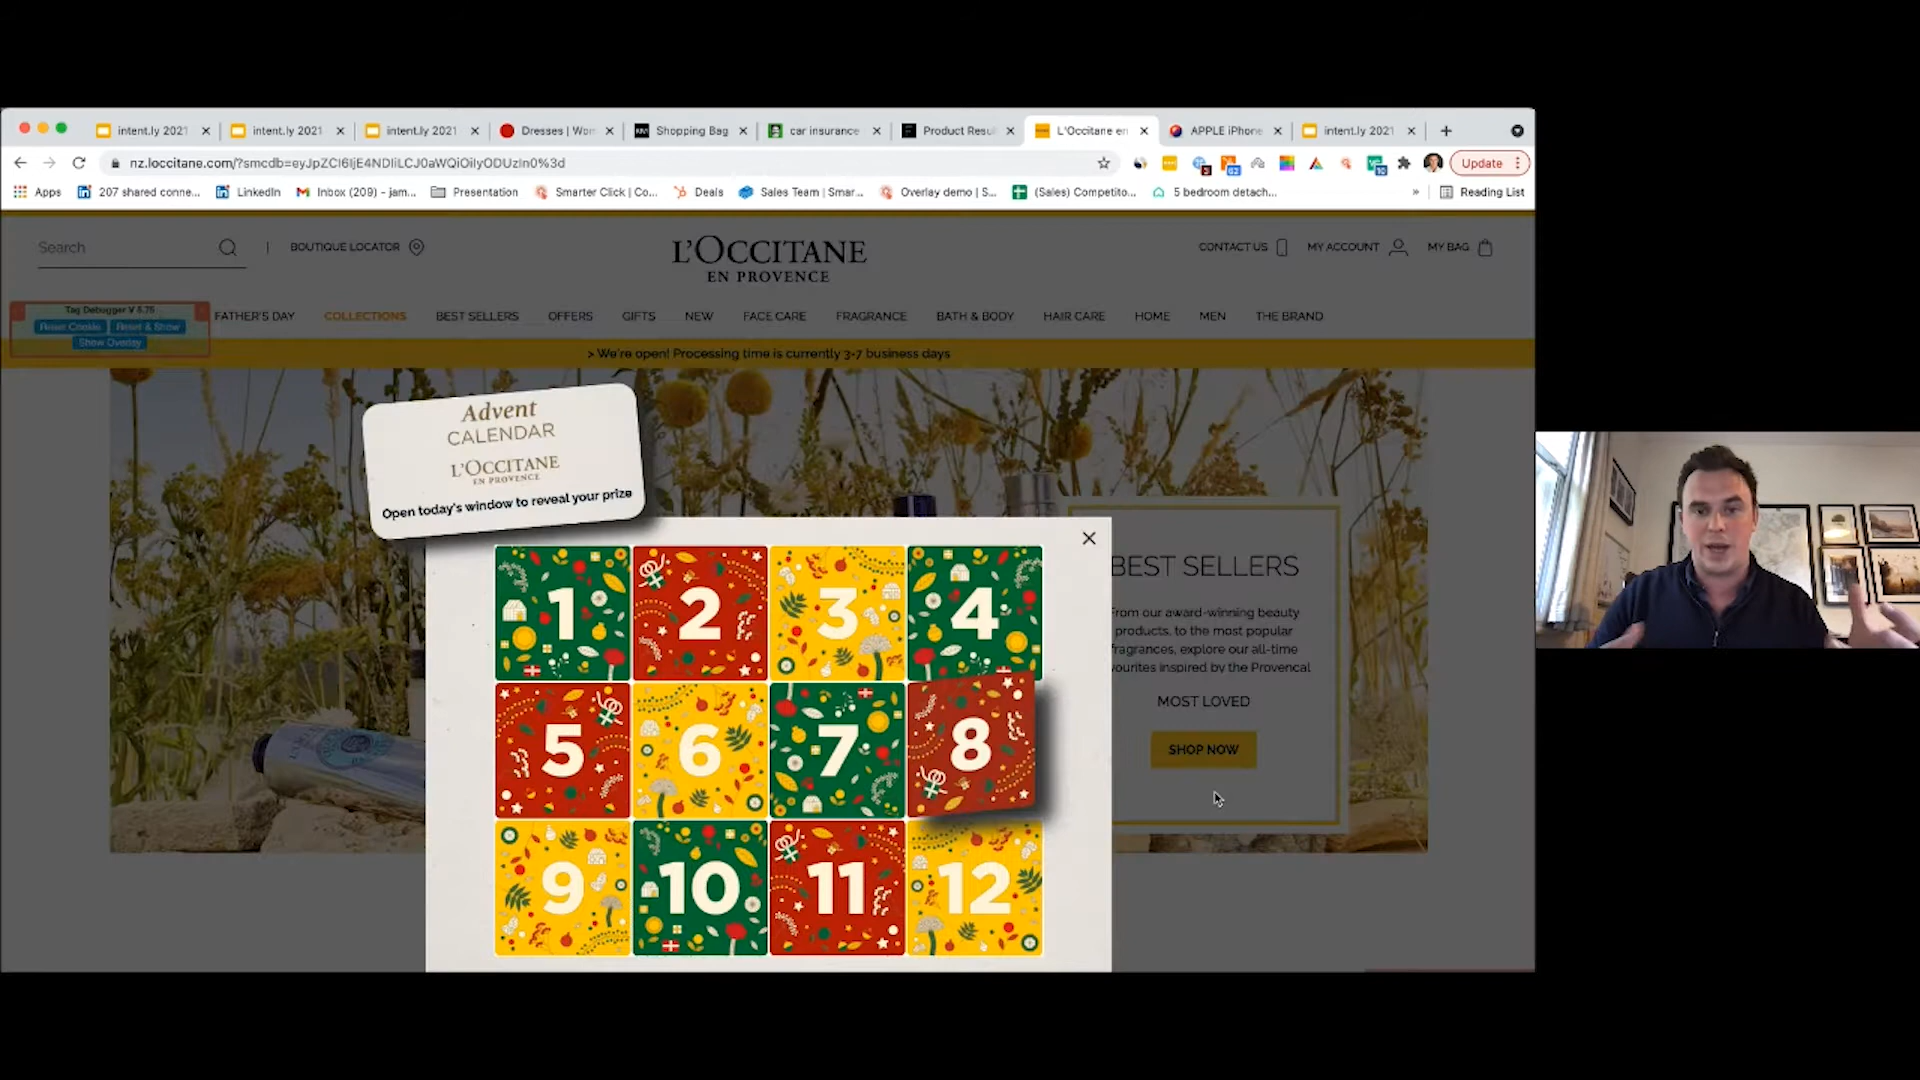 intent.ly 2021
intent.ly 2021
intent.ly 2021
Dresses | Wom
Shopping Bag
car insurance
Product Resul
L'Occitane en
APPLE iPhone
intent.ly 2021
nz.loccitane.com/?smcdb=
Update
Apps
207 shared conne...
LinkedIn
Inbox (209) - jam...
Presentation
Smarter Click | Co...
Deals
Sales Team | Smar...
Overlay demo | S...
(Sales) Competito...
5 bedroom detach...
»
Reading List
Search
BOUTIQUE LOCATOR
L'OCCITANE
EN PROVENCE
CONTACT US
MY ACCOUNT
MY BAG
Tag Debugger V 5.75
Reset Cookie
Reset & Show
Show Overlay
FATHER'S DAY
COLLECTIONS
BEST SELLERS
OFFERS
GIFTS
NEW
FACE CARE
FRAGRANCE
BATH & BODY
HAIR CARE
HOME
MEN
THE BRAND
> We're open! Processing time is currently 3-7 business days
Advent
CALENDAR
L'OCCITANE
EN PROVENCE
Open today's window to reveal your prize
1
2
3
4
5
6
7
8
9
10
11
12
BEST SELLERS
From our award-winning beauty
products, to the most popular
fragrances, explore our all-time
vourites inspired by the Provencal
MOST LOVED
SHOP NOW